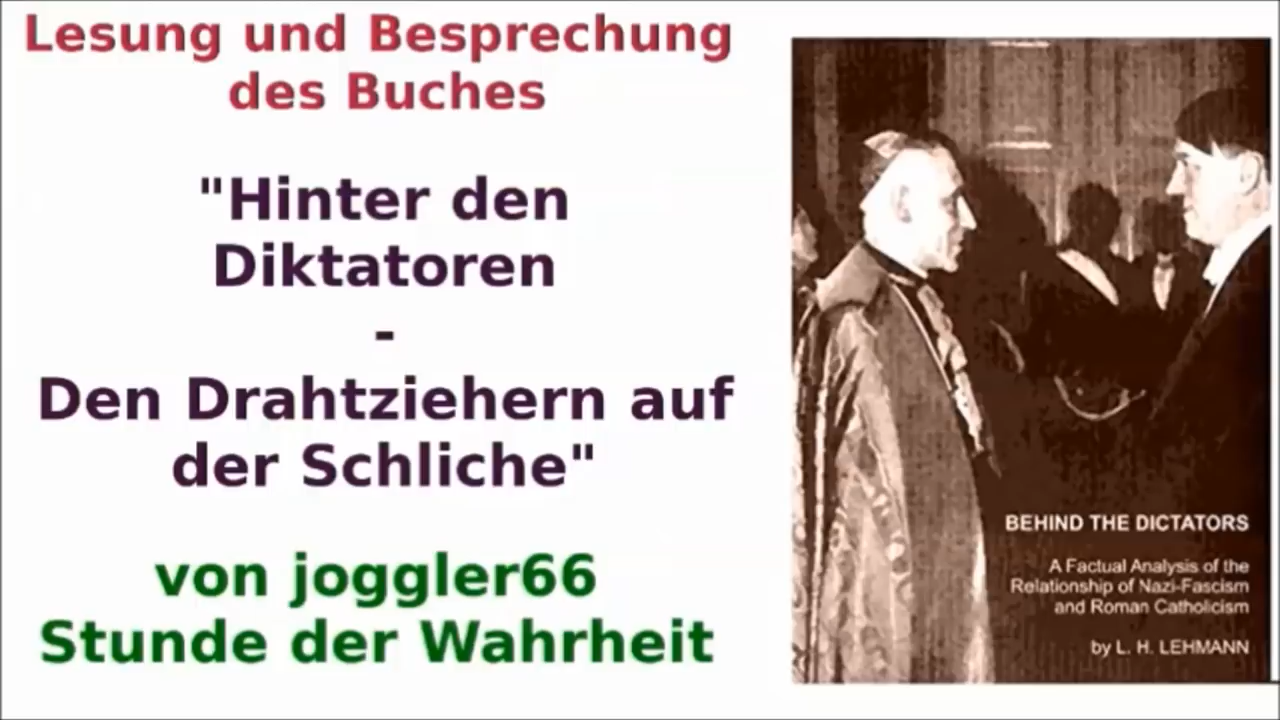 Lesung und Besprechung
des Buches
"Hinter den
Diktatoren
-
Den Drahtziehern auf
der Schliche"
von joggler66
Stunde der Wahrheit
BEHIND THE DICTATORS
A Factual Analysis of the
Relationship of Nazi-Fascism
and Roman Catholicism
by L. H. LEHMANN